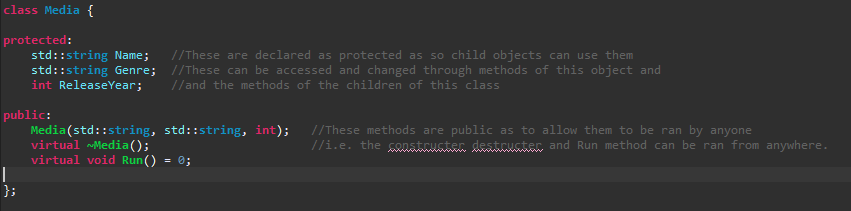 class Media {
protected:
std::string Name;   //These are declared as protected as so child objects can use them
std::string Genre;  //These can be accessed and changed through methods of this object and
int ReleaseYear;    //and the methods of the children of this class
public:
Media(std::string, std::string, int);   //These methods are public as to allow them to be ran by anyone
virtual ~Media();                       //i.e. the constructer destructer and Run method can be ran from anywhere.
virtual void Run() = 0;
};